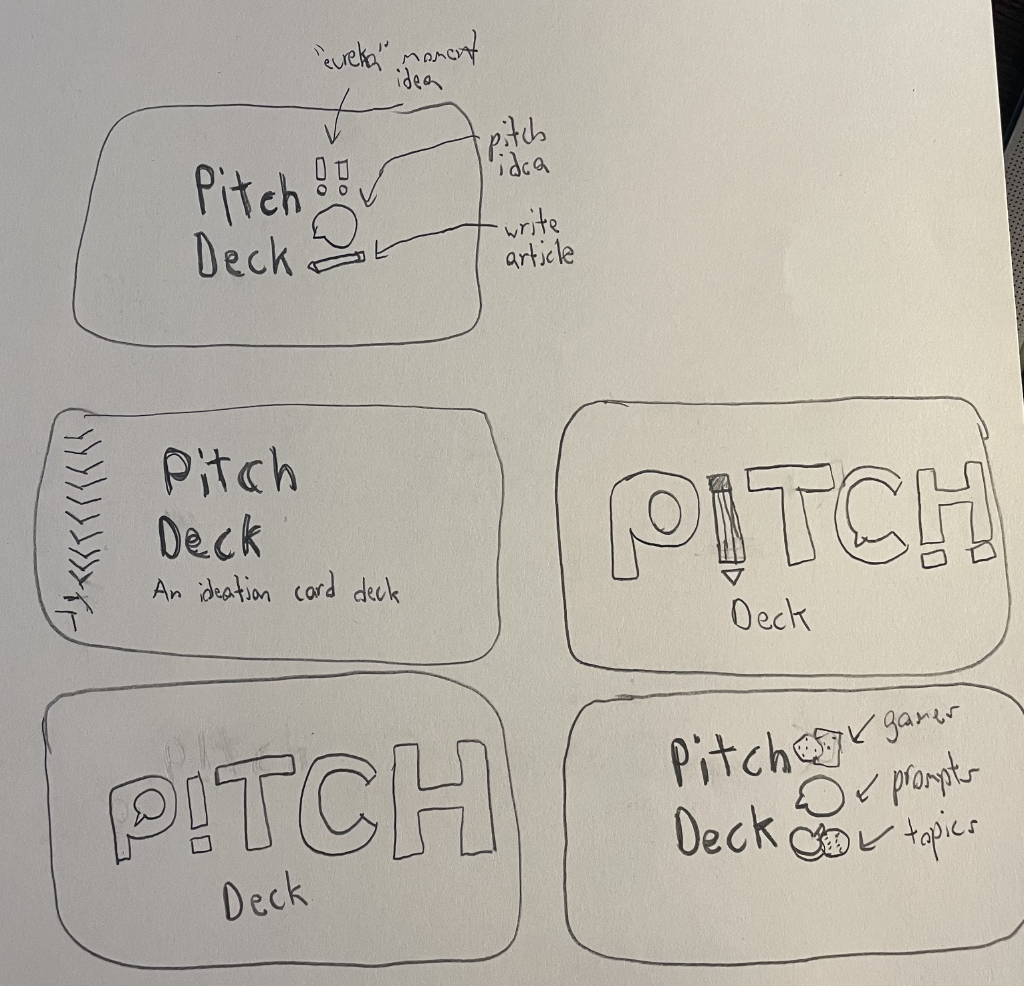 "eureka" moment
idea
Pitch
Deck
pitch
idea
write
article
Pitch
Deck
An ideation card deck
PITCH
Deck
P!TCH
Deck
Pitch
Deck
games
prompts
topics